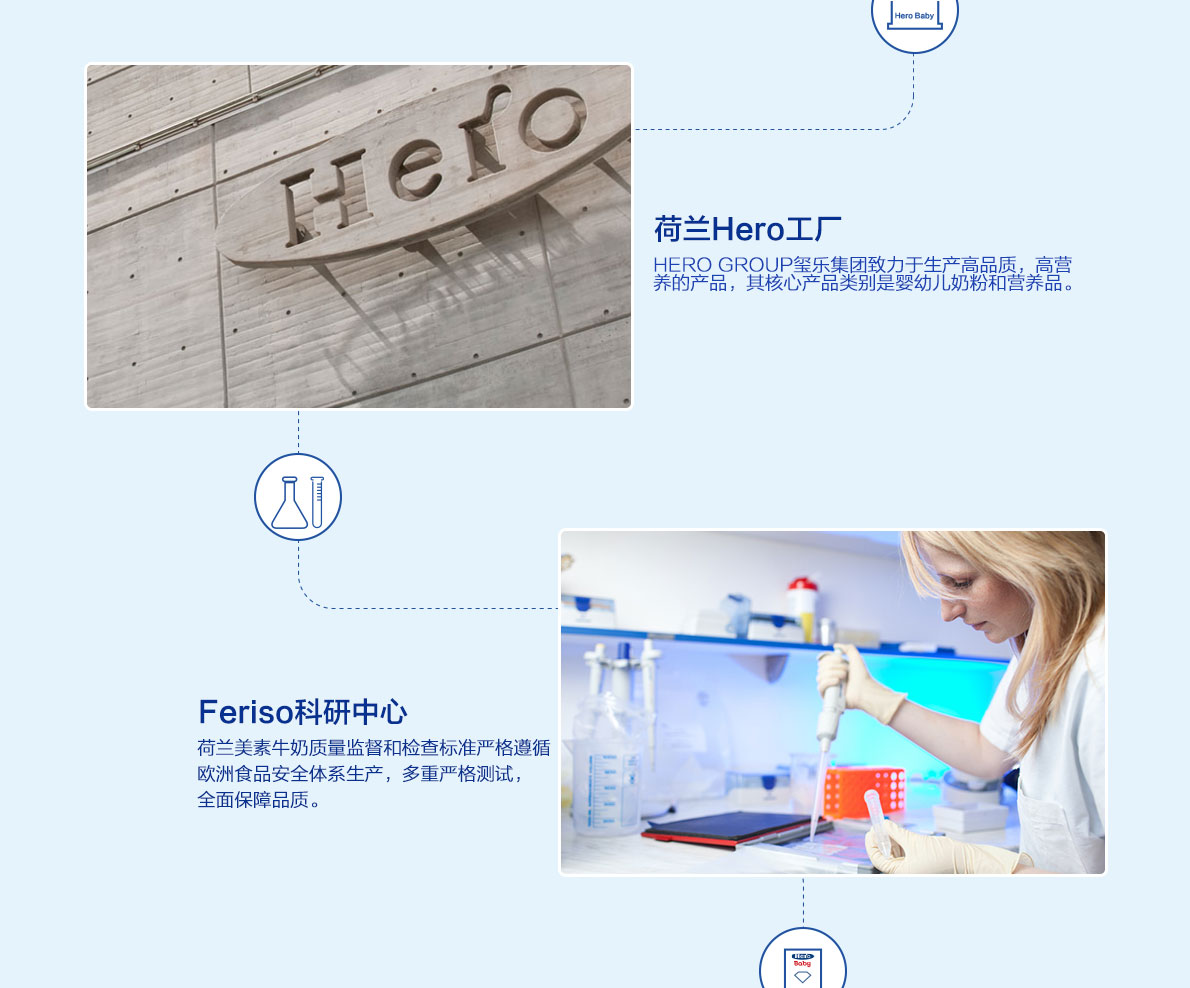 Hero Baby
Hero
荷兰Hero工厂
HERO GROUP玺乐集团致力于生产高品质，高营
养的产品，其核心产品类别是婴幼儿奶粉和营养品。
Feriso科研中心
荷兰美素牛奶质量监督和检查标准严格遵循
欧洲食品安全体系生产，多重严格测试，
全面保障品质。
Hero
Baby